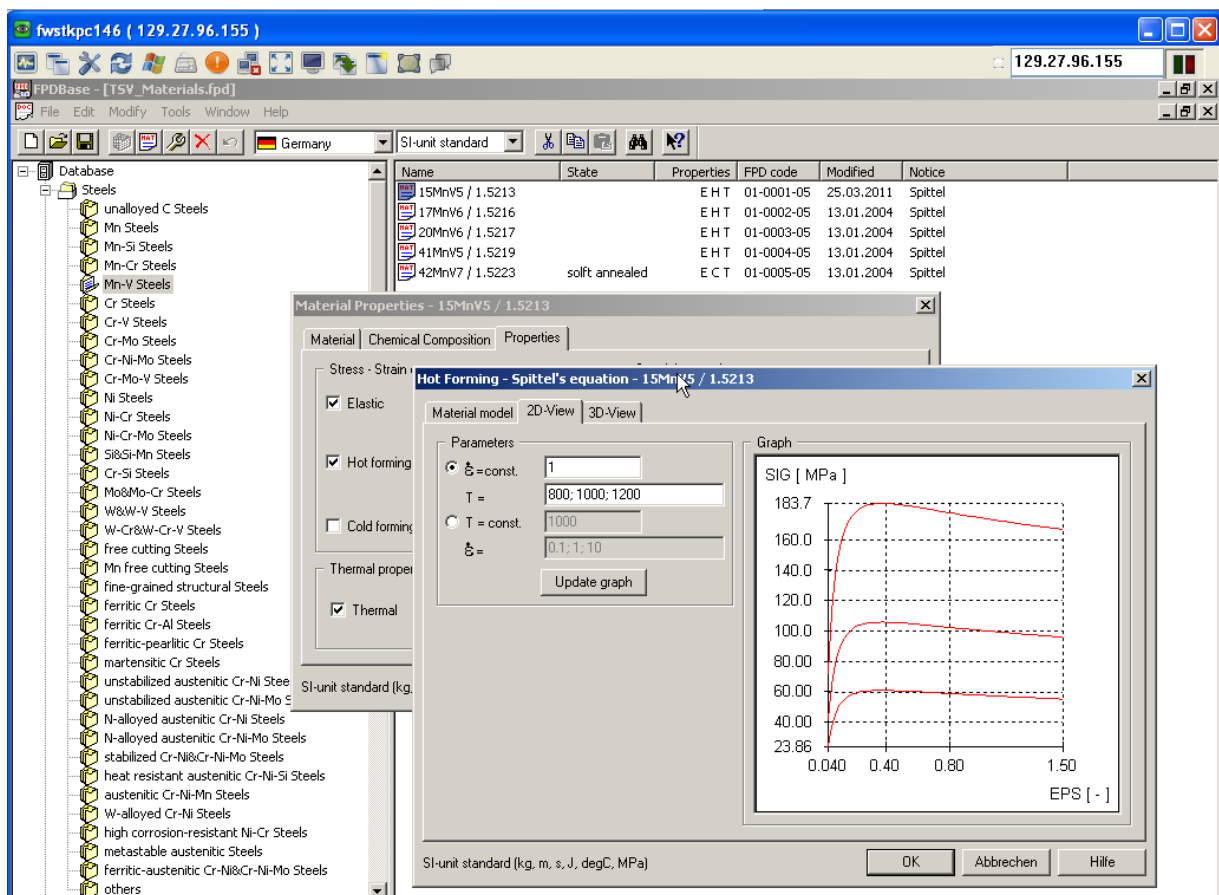 fwstkpc146 ( 129.27.96.155 )
129.27.96.155
FPDBase - [TSV_Materials.fpd]
File Edit Modify Tools Window Help
Germany
SI-unit standard
Database
Steels
unalloyed C Steels
Mn Steels
Mn-Si Steels
Mn-Cr Steels
Mn-V Steels
Cr Steels
Cr-V Steels
Cr-Mo Steels
Cr-Ni-Mo Steels
Cr-Mo-V Steels
Ni Steels
Ni-Cr Steels
Ni-Cr-Mo Steels
Si&Si-Mn Steels
Cr-Si Steels
Mo&Mo-Cr Steels
W&W-V Steels
W-Cr&W-Cr-V Steels
free cutting Steels
Mn free cutting Steels
fine-grained structural Steels
ferritic Cr Steels
ferritic Cr-Al Steels
ferritic-pearlitic Cr Steels
martensitic Cr Steels
unstabilized austenitic Cr-Ni Stee
unstabilized austenitic Cr-Ni-Mo S
N-alloyed austenitic Cr-Ni Steels
N-alloyed austenitic Cr-Ni-Mo Steels
stabilized Cr-Ni&Cr-Ni-Mo Steels
heat resistant austenitic Cr-Ni-Si Steels
austenitic Cr-Ni-Mn Steels
W-alloyed Cr-Ni Steels
high corrosion-resistant Ni-Cr Steels
metastable austenitic Steels
ferritic-austenitic Cr-Ni&Cr-Ni-Mo Steels
others
Name State Properties FPD code Modified Notice
15MnV5 / 1.5213 E H T 01-0001-05 25.03.2011 Spittel
17MnV6 / 1.5216 E H T 01-0002-05 13.01.2004 Spittel
20MnV6 / 1.5217 E H T 01-0003-05 13.01.2004 Spittel
41MnV5 / 1.5219 E H T 01-0004-05 13.01.2004 Spittel
42MnV7 / 1.5223 solft annealed E C T 01-0005-05 13.01.2004 Spittel
Material Properties - 15MnV5 / 1.5213
Material Chemical Composition Properties
Stress - Strain
Elastic
Hot forming
Cold forming
Thermal proper
Thermal
SI-unit standard (kg,
Hot Forming - Spittel's equation - 15MnV5 / 1.5213
Material model 2D-View 3D-View
Parameters
ε̇ =const. 1
T = 800; 1000; 1200
T = const. 1000
ε̇ = 0.1; 1; 10
Update graph
Graph
SIG [ MPa ]
183.7
160.0
140.0
120.0
100.0
80.00
60.00
40.00
23.86
0.040 0.40 0.80 1.50
EPS [ - ]
SI-unit standard (kg, m, s, J, degC, MPa)
OK Abbrechen Hilfe